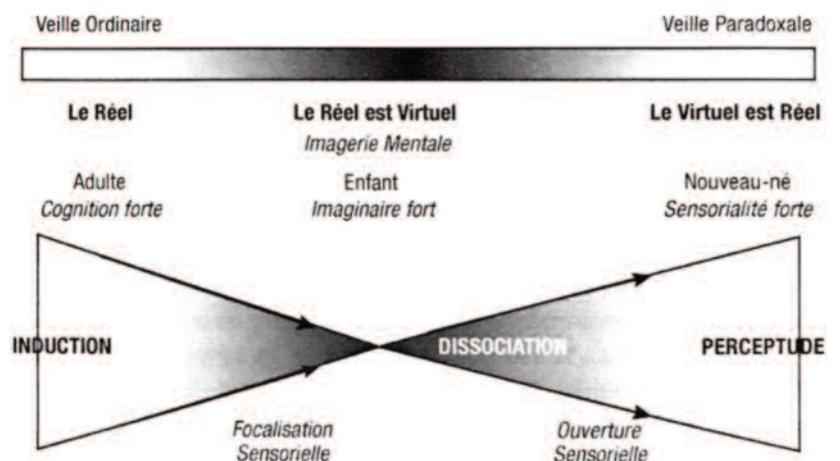 Veille Ordinaire
Veille Paradoxale
Le Réel
Le Réel est Virtuel
Le Virtuel est Réel
Imagerie Mentale
Adulte
Enfant
Nouveau-né
Cognition forte
Imaginaire fort
Sensorialité forte
INDUCTION
DISSOCIATION
PERCEPTUDE
Focalisation
Sensorielle
Ouverture
Sensorielle